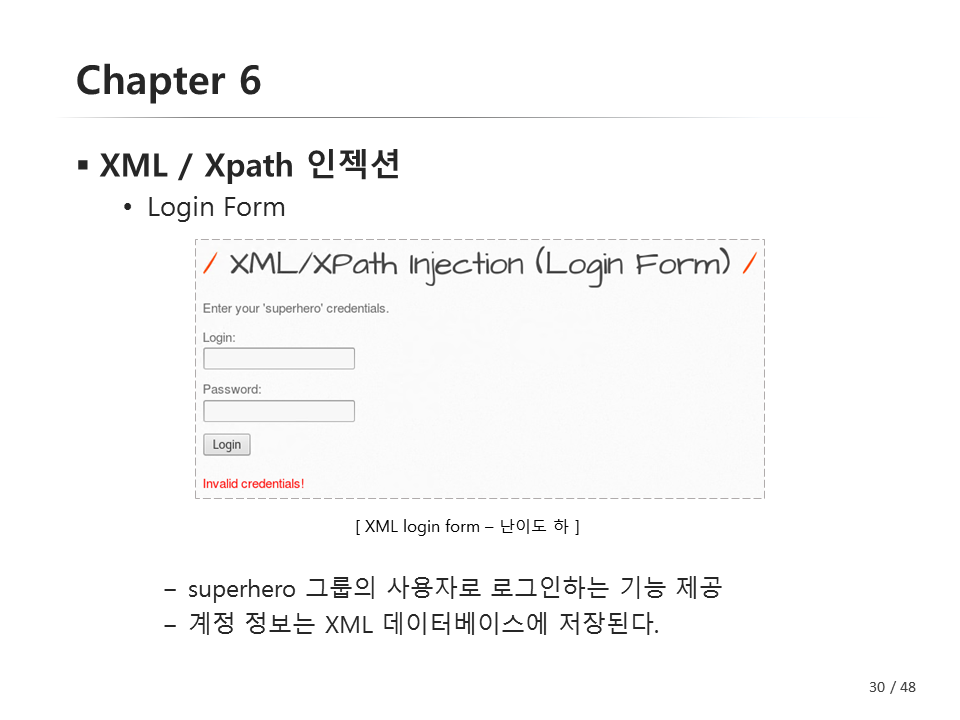 Chapter 6
▪ XML / Xpath 인젝션
• Login Form
/ XML/XPath Injection (Login Form) /
Enter your 'superhero' credentials.
Login:
Password:
Login
Invalid credentials!
[ XML login form – 난이도 하 ]
– superhero 그룹의 사용자로 로그인하는 기능 제공
– 계정 정보는 XML 데이터베이스에 저장된다.
30 / 48